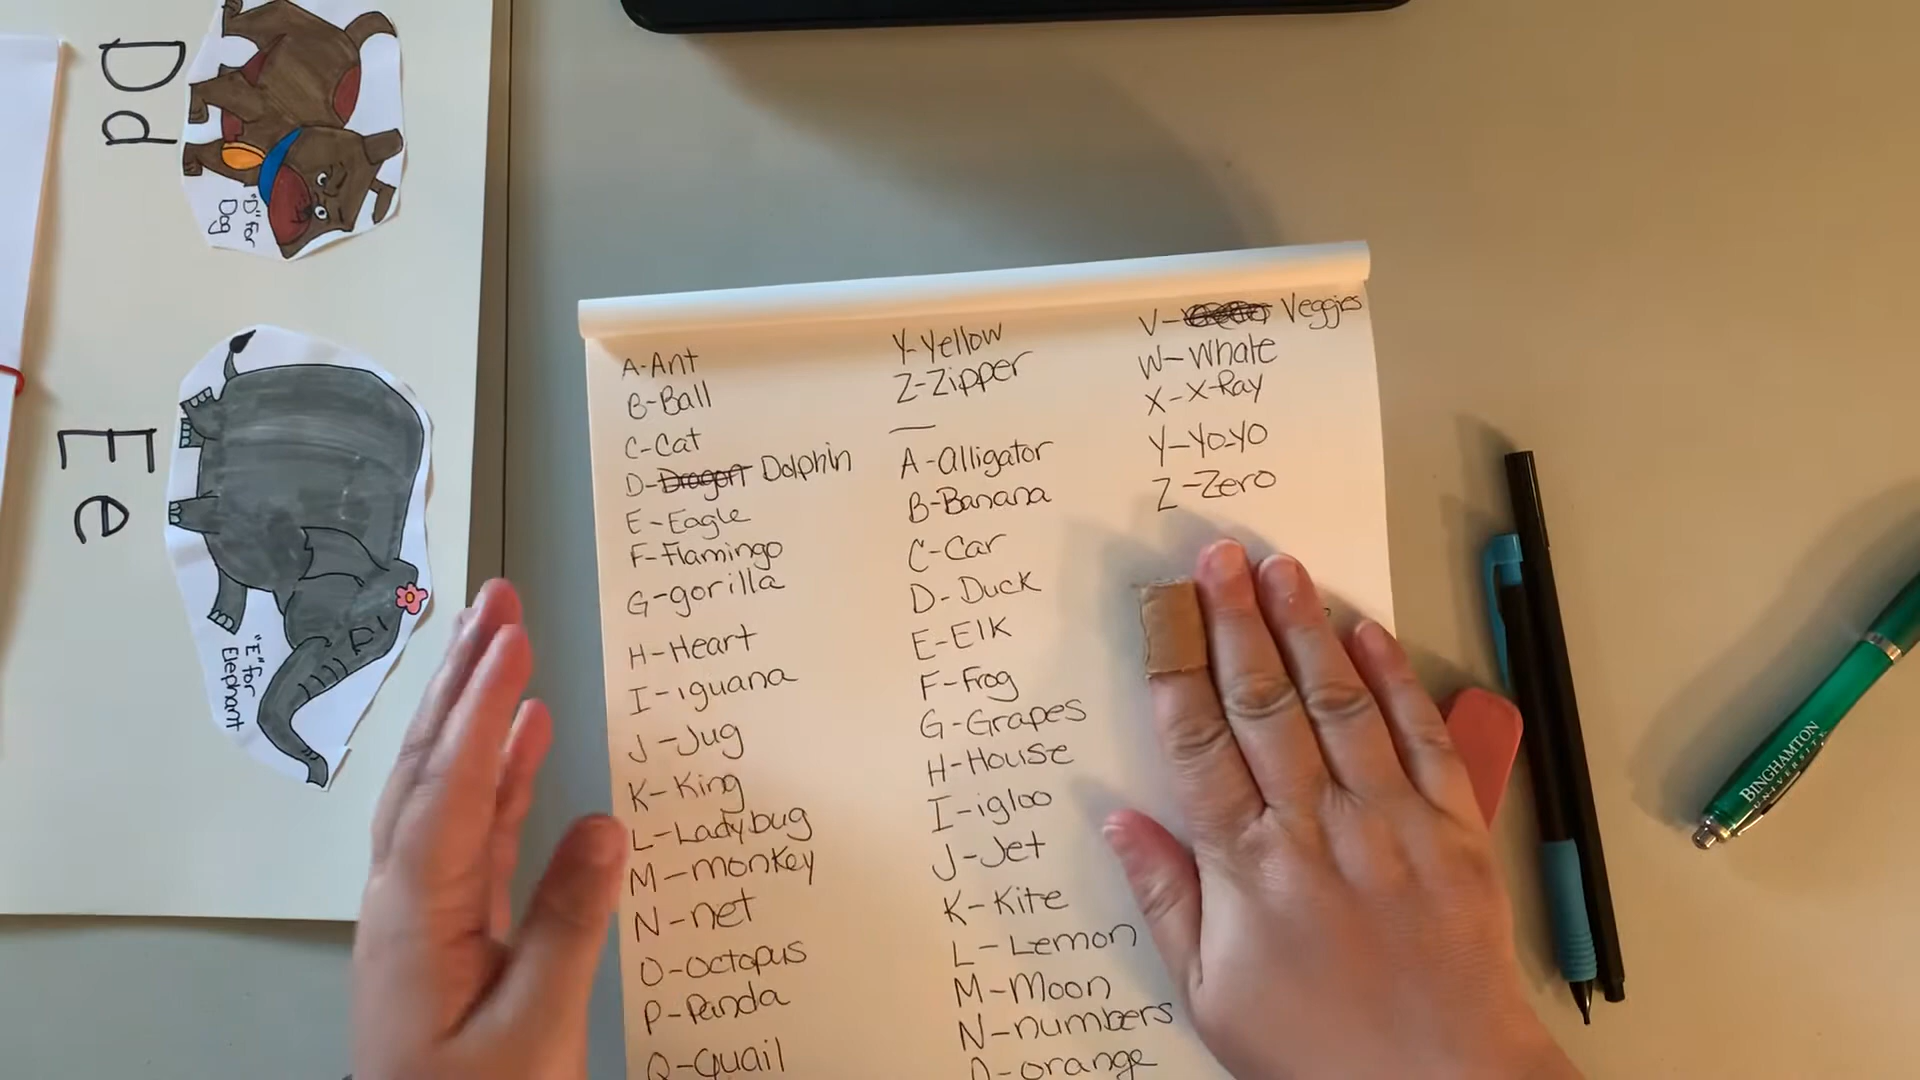 Dd
"D" for
Dog
Ee
"E" for
Elephant
A-Ant
B-Ball
C-Cat
D-Dragon Dolphin
E-Eagle
F-Flamingo
G-gorilla
H-Heart
I-iguana
J-Jug
K-King
L-Ladybug
M-monkey
N-net
O-Octopus
P-Panda
Q-Quail
Y-Yellow
Z-Zipper
A-Alligator
B-Banana
C-Car
D-Duck
E-Elk
F-Frog
G-Grapes
H-House
I-igloo
J-Jet
K-Kite
L-Lemon
M-Moon
N-numbers
O-orange
V- Veggies
W-Whale
X-X-Ray
Y-Yo-Yo
Z-Zero
BINGHAMTON
UNIVERSITY